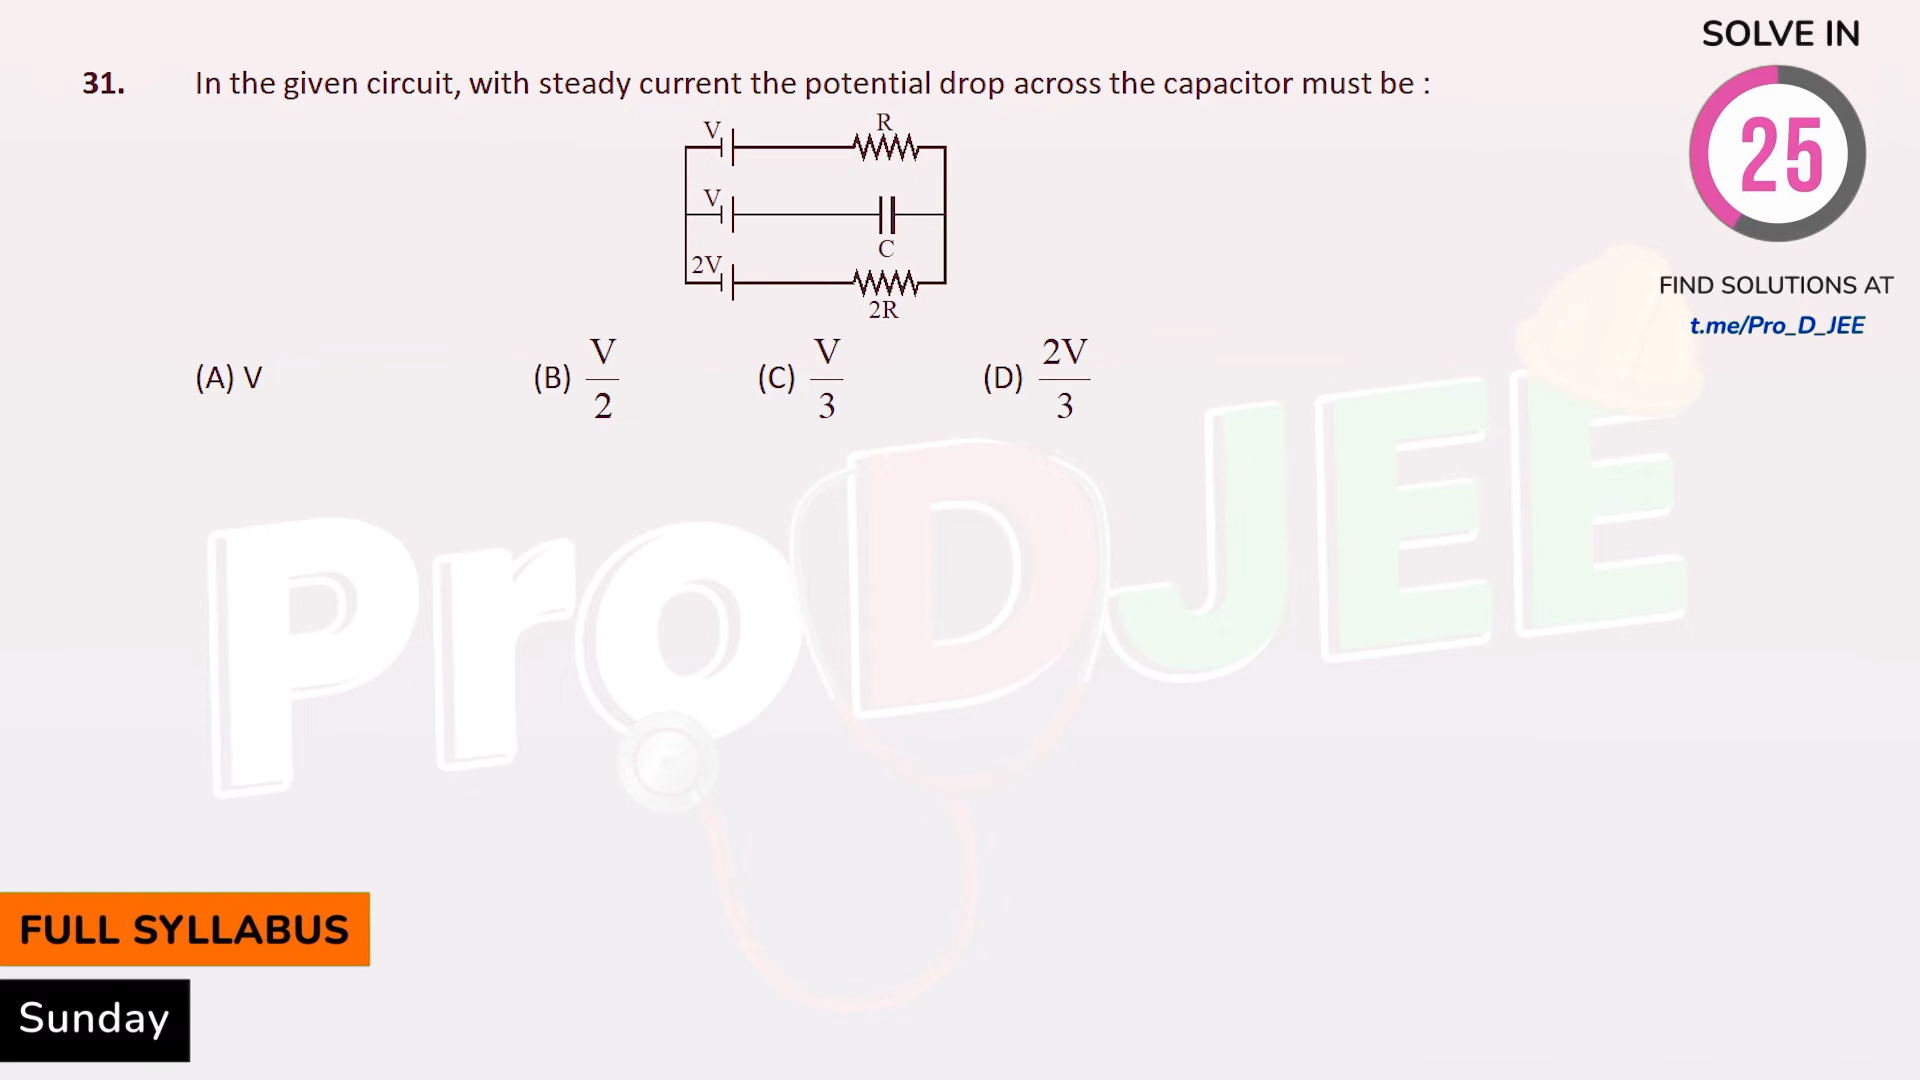 SOLVE IN
31. In the given circuit, with steady current the potential drop across the capacitor must be :
25
V
R
V
C
2V
2R
FIND SOLUTIONS AT
t.me/Pro_D_JEE
(A) V (B) V/2 (C) V/3 (D) 2V/3
ProDJEE
FULL SYLLABUS
Sunday